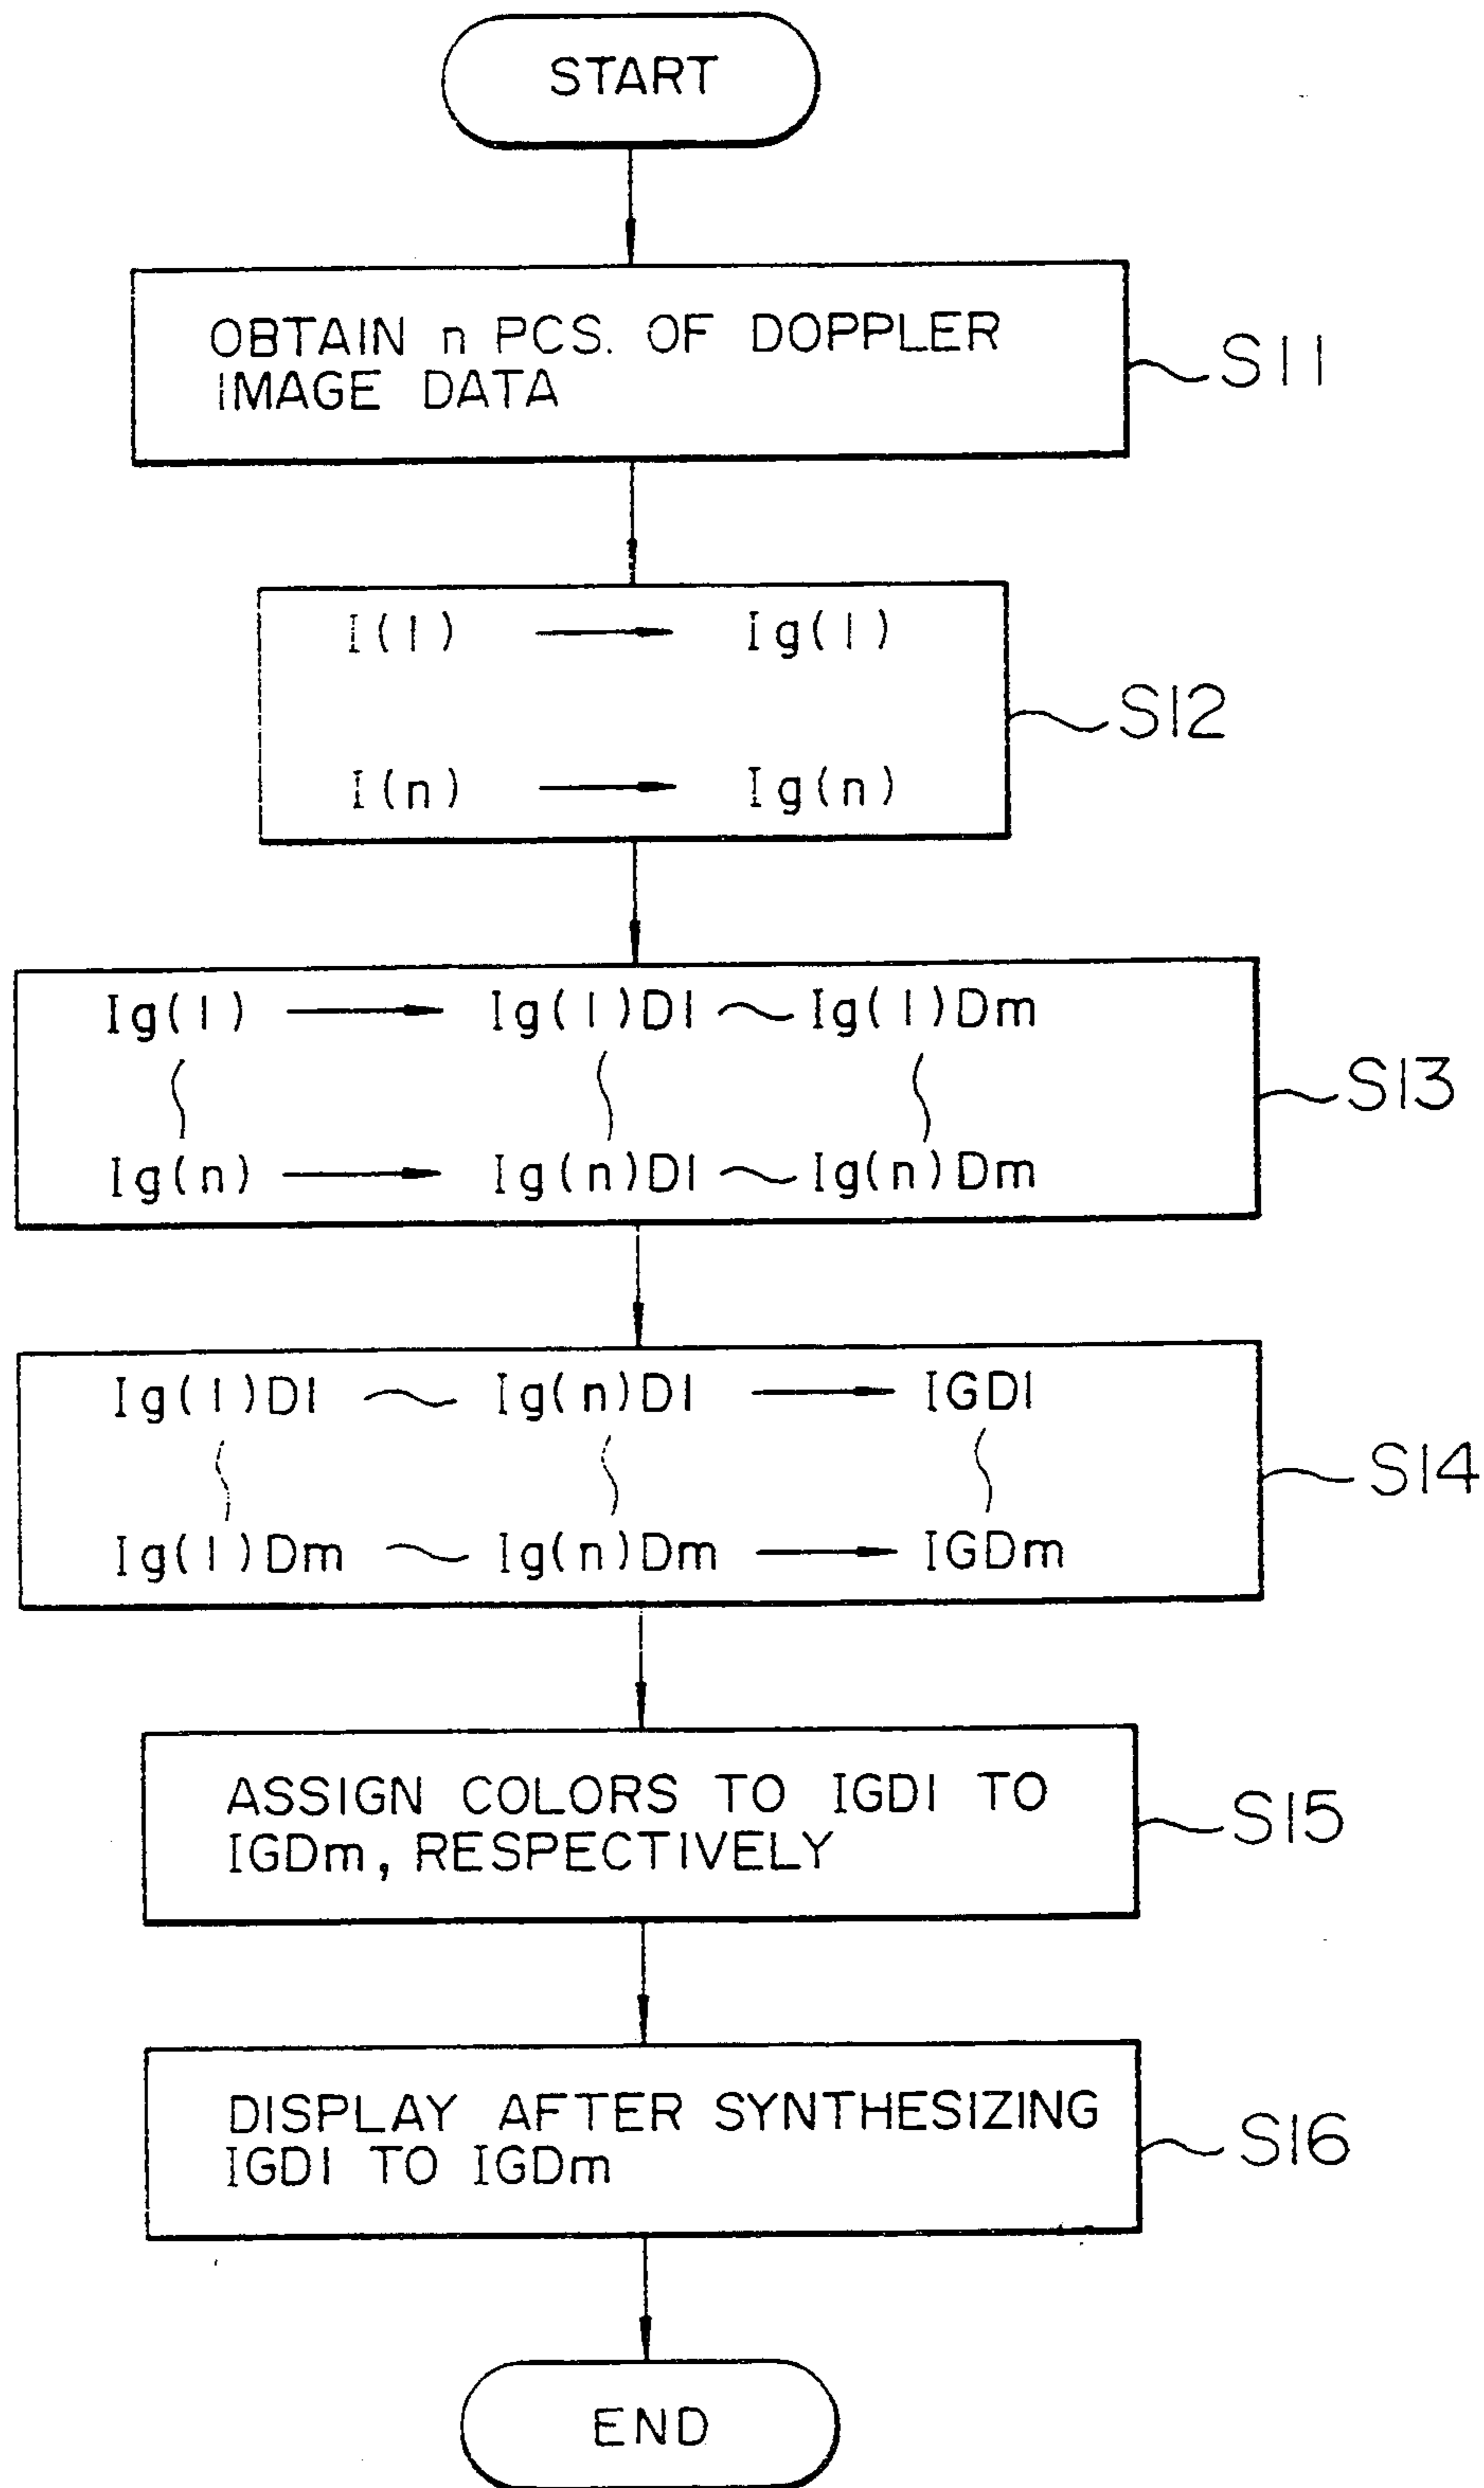 START
OBTAIN n PCS. OF DOPPLER
IMAGE DATA
S11
I(1) → Ig(1)
I(n) → Ig(n)
S12
Ig(1) → Ig(1)D1 ~ Ig(1)Dm
Ig(n) → Ig(n)D1 ~ Ig(n)Dm
S13
Ig(1)D1 ~ Ig(n)D1 → IGD1
Ig(1)Dm ~ Ig(n)Dm → IGDm
S14
ASSIGN COLORS TO IGD1 TO
IGDm, RESPECTIVELY
S15
DISPLAY AFTER SYNTHESIZING
IGD1 TO IGDm
S16
END